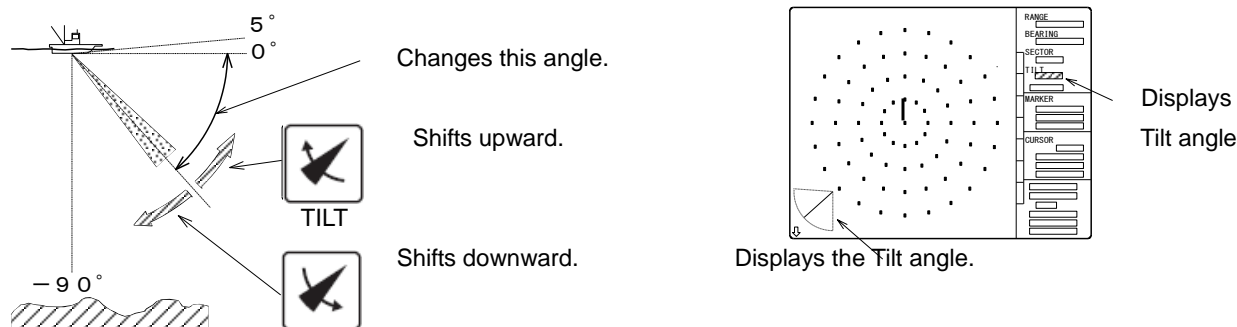 5°
0°
Changes this angle.
Shifts upward.
TILT
Shifts downward.
-90°
RANGE
BEARING
SECTOR
TILT
MARKER
CURSOR
Displays
Tilt angle
Displays the Tilt angle.